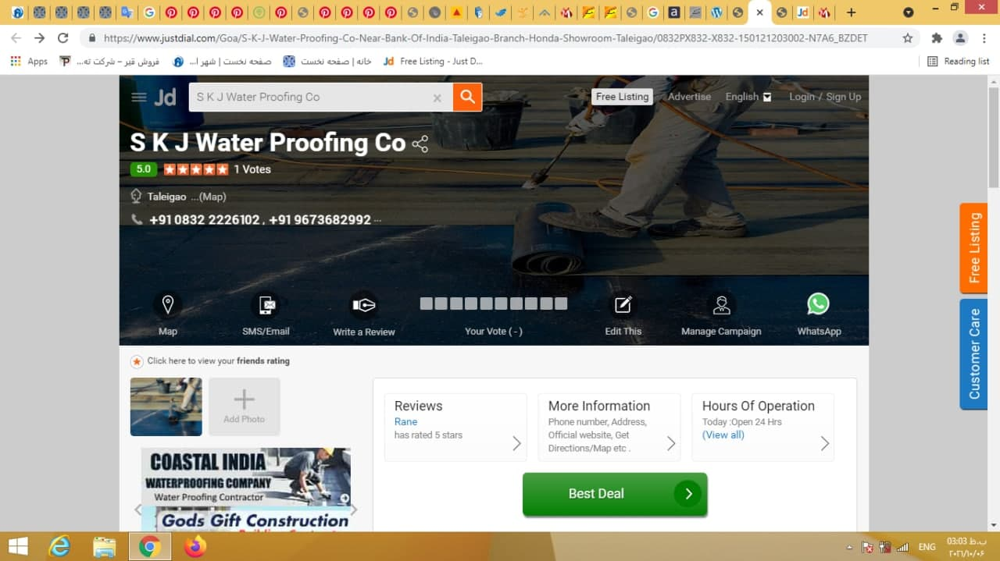 https://www.justdial.com/Goa/S-K-J-Water-Proofing-Co-Near-Bank-Of-India-Taleigao-Branch-Honda-Showroom-Taleigao/0832PX832-X832-150121203002-N7A6_BZDET
Apps
فروش قیر – شرکت ته...
صفحه نخست | شهر ا...
خانه | صفحه نخست
Jd Free Listing - Just D...
Reading list
Jd
S K J Water Proofing Co
Free Listing
Advertise
English
Login / Sign Up
S K J Water Proofing Co
5.0
1 Votes
Taleigao ...(Map)
+91 0832 2226102 , +91 9673682992 ...
Map
SMS/Email
Write a Review
Your Vote ( - )
Edit This
Manage Campaign
WhatsApp
Free Listing
Customer Care
Click here to view your friends rating
Add Photo
Reviews
Rane
has rated 5 stars
More Information
Phone number, Address,
Official website, Get
Directions/Map etc .
Hours Of Operation
Today :Open 24 Hrs
(View all)
Best Deal
COASTAL INDIA
WATERPROOFING COMPANY
Water Proofing Contractor
Gods Gift Construction
ENG
03:03 ب.ظ
۲۰۲۱/۱۰/۰۶